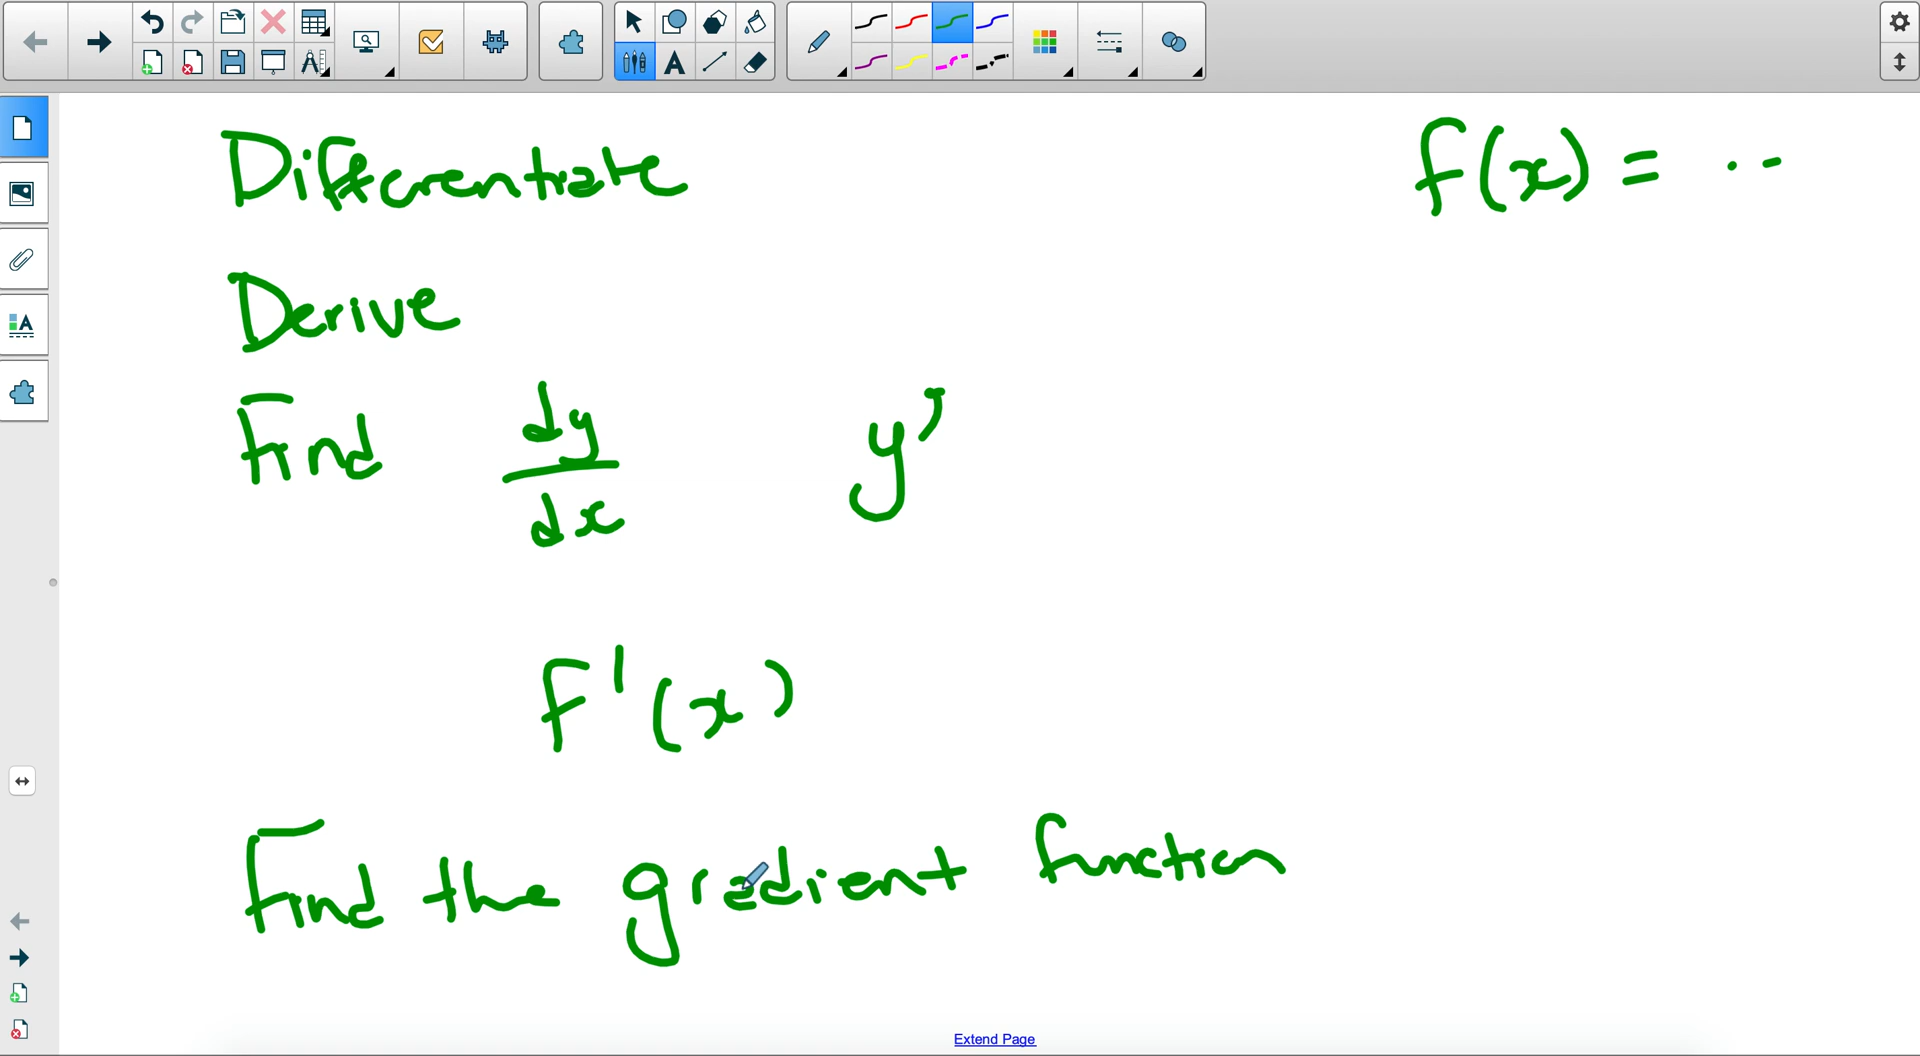 Differentiate
f(x) = ..-
Derive
Find dy/dx y'
f'(x)
Find the gradient function
Extend Page